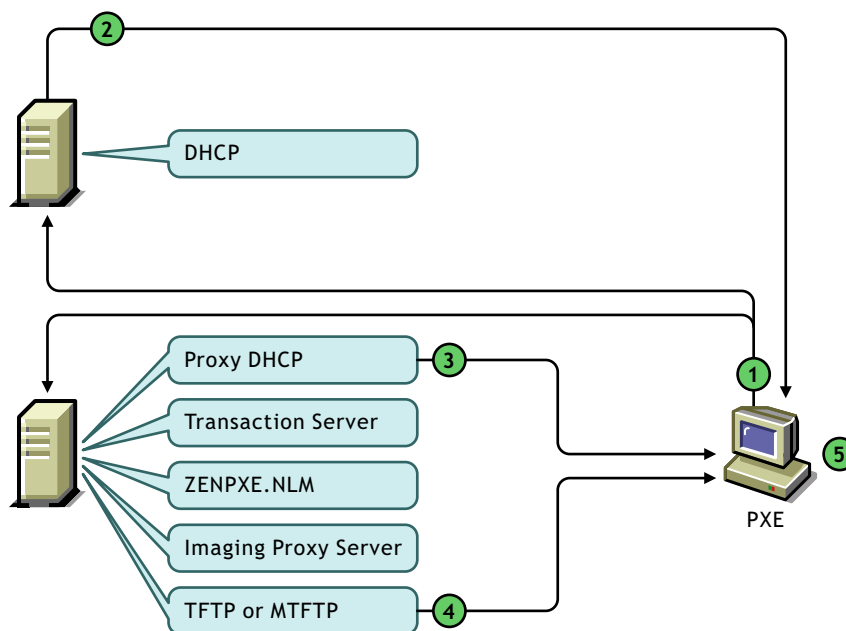 2
DHCP
Proxy DHCP
3
1
Transaction Server
5
ZENPXE.NLM
PXE
Imaging Proxy Server
TFTP or MTFTP
4